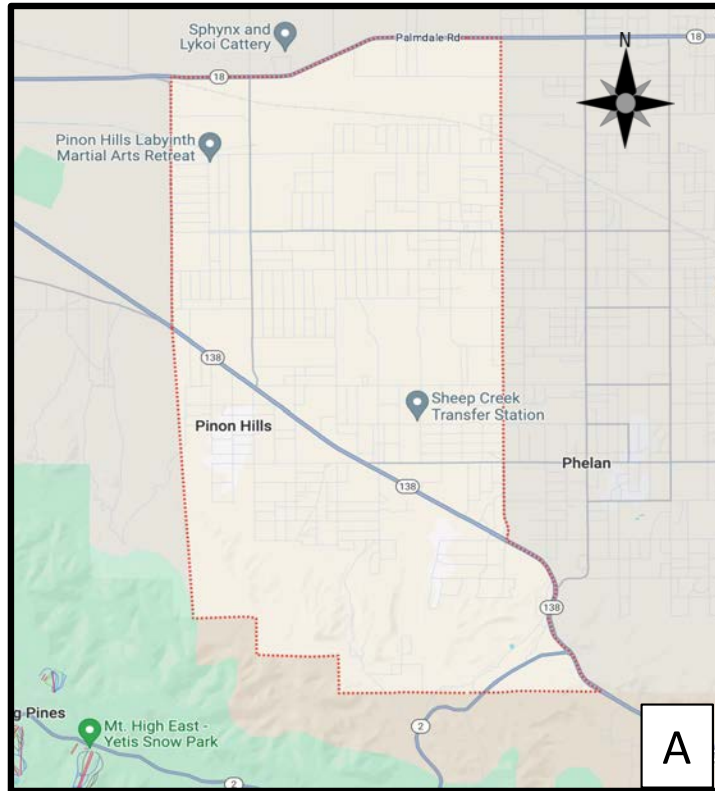 Sphynx and
Lykoi Cattery
Palmdale Rd
N
18
18
Pinon Hills Labyinth
Martial Arts Retreat
138
Sheep Creek
Transfer Station
Pinon Hills
Phelan
138
138
g Pines
Mt. High East -
Yetis Snow Park
2
2
A